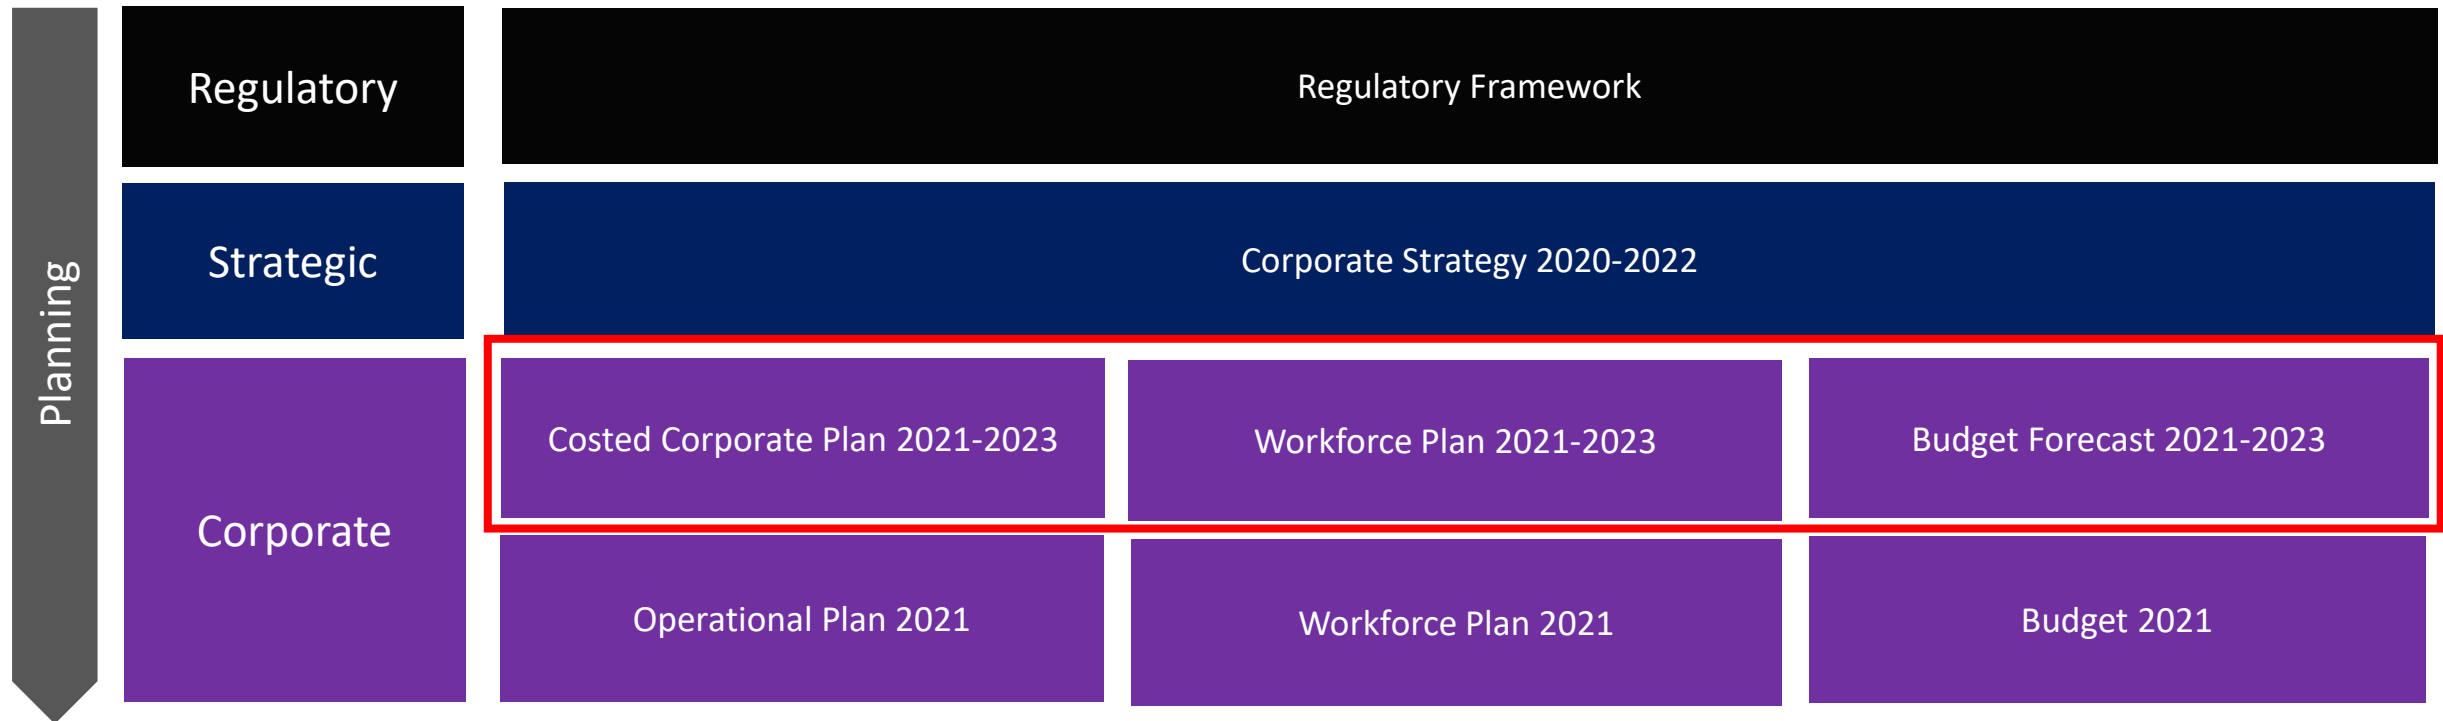 Planning
Regulatory
Regulatory Framework
Strategic
Corporate Strategy 2020-2022
Corporate
Costed Corporate Plan 2021-2023
Workforce Plan 2021-2023
Budget Forecast 2021-2023
Operational Plan 2021
Workforce Plan 2021
Budget 2021